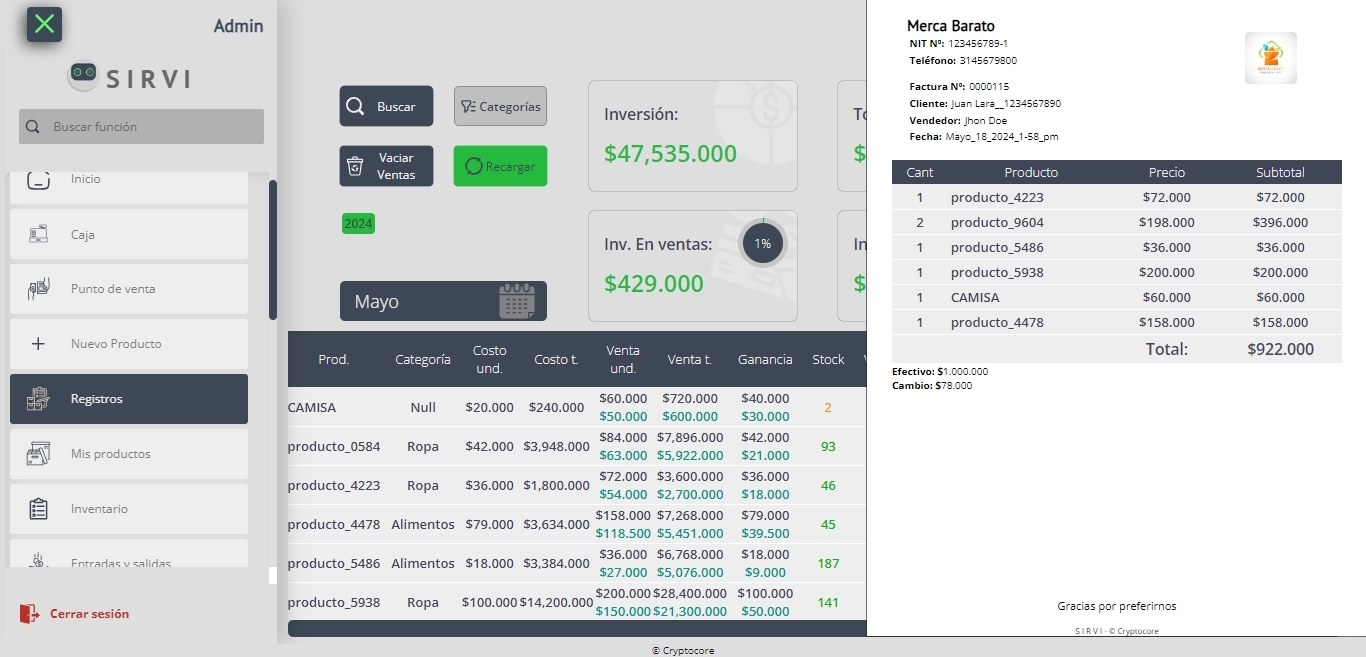 Admin
SIRVI
Buscar función
Inicio
Caja
Punto de venta
Nuevo Producto
Registros
Mis productos
Inventario
Entradas y salidas
Cerrar sesión
Buscar
Categorías
Vaciar
Ventas
Recargar
2024
Mayo
Inversión:
$47,535.000
Inv. En ventas:
1%
$429.000
Prod. Categoría Costo und. Costo t. Venta und. Venta t. Ganancia Stock
CAMISA Null $20.000 $240.000 $60.000 $720.000 $40.000 2
$50.000 $600.000 $30.000
producto_0584 Ropa $42.000 $3,948.000 $84.000 $7,896.000 $42.000 93
$63.000 $5,922.000 $21.000
producto_4223 Ropa $36.000 $1,800.000 $72.000 $3,600.000 $36.000 46
$54.000 $2,700.000 $18.000
producto_4478 Alimentos $79.000 $3,634.000 $158.000 $7,268.000 $79.000 45
$118.500 $5,451.000 $39.500
producto_5486 Alimentos $18.000 $3,384.000 $36.000 $6,768.000 $18.000 187
$27.000 $5,076.000 $9.000
producto_5938 Ropa $100.000 $14,200.000 $200.000 $28,400.000 $100.000 141
$150.000 $21,300.000 $50.000
Merca Barato
NIT Nº: 123456789-1
Teléfono: 3145679800
Factura Nº: 0000115
Cliente: Juan Lara__1234567890
Vendedor: Jhon Doe
Fecha: Mayo_18_2024_1-58_pm
Cant Producto Precio Subtotal
1 producto_4223 $72.000 $72.000
2 producto_9604 $198.000 $396.000
1 producto_5486 $36.000 $36.000
1 producto_5938 $200.000 $200.000
1 CAMISA $60.000 $60.000
1 producto_4478 $158.000 $158.000
Total: $922.000
Efectivo: $1.000.000
Cambio: $78.000
Gracias por preferirnos
S I R V I - © Cryptocore
© Cryptocore